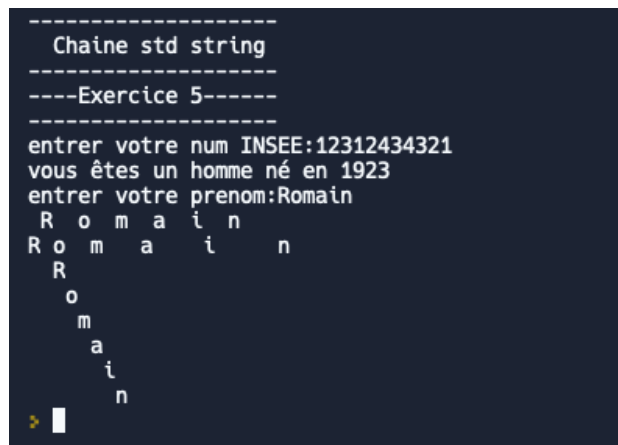 --------------------
  Chaine std string
--------------------
----Exercice 5------
--------------------
entrer votre num INSEE:12312434321
vous êtes un homme né en 1923
entrer votre prenom:Romain
 R  o  m  a  i  n
R o  m   a    i     n
  R
   o
    m
     a
      i
       n
>